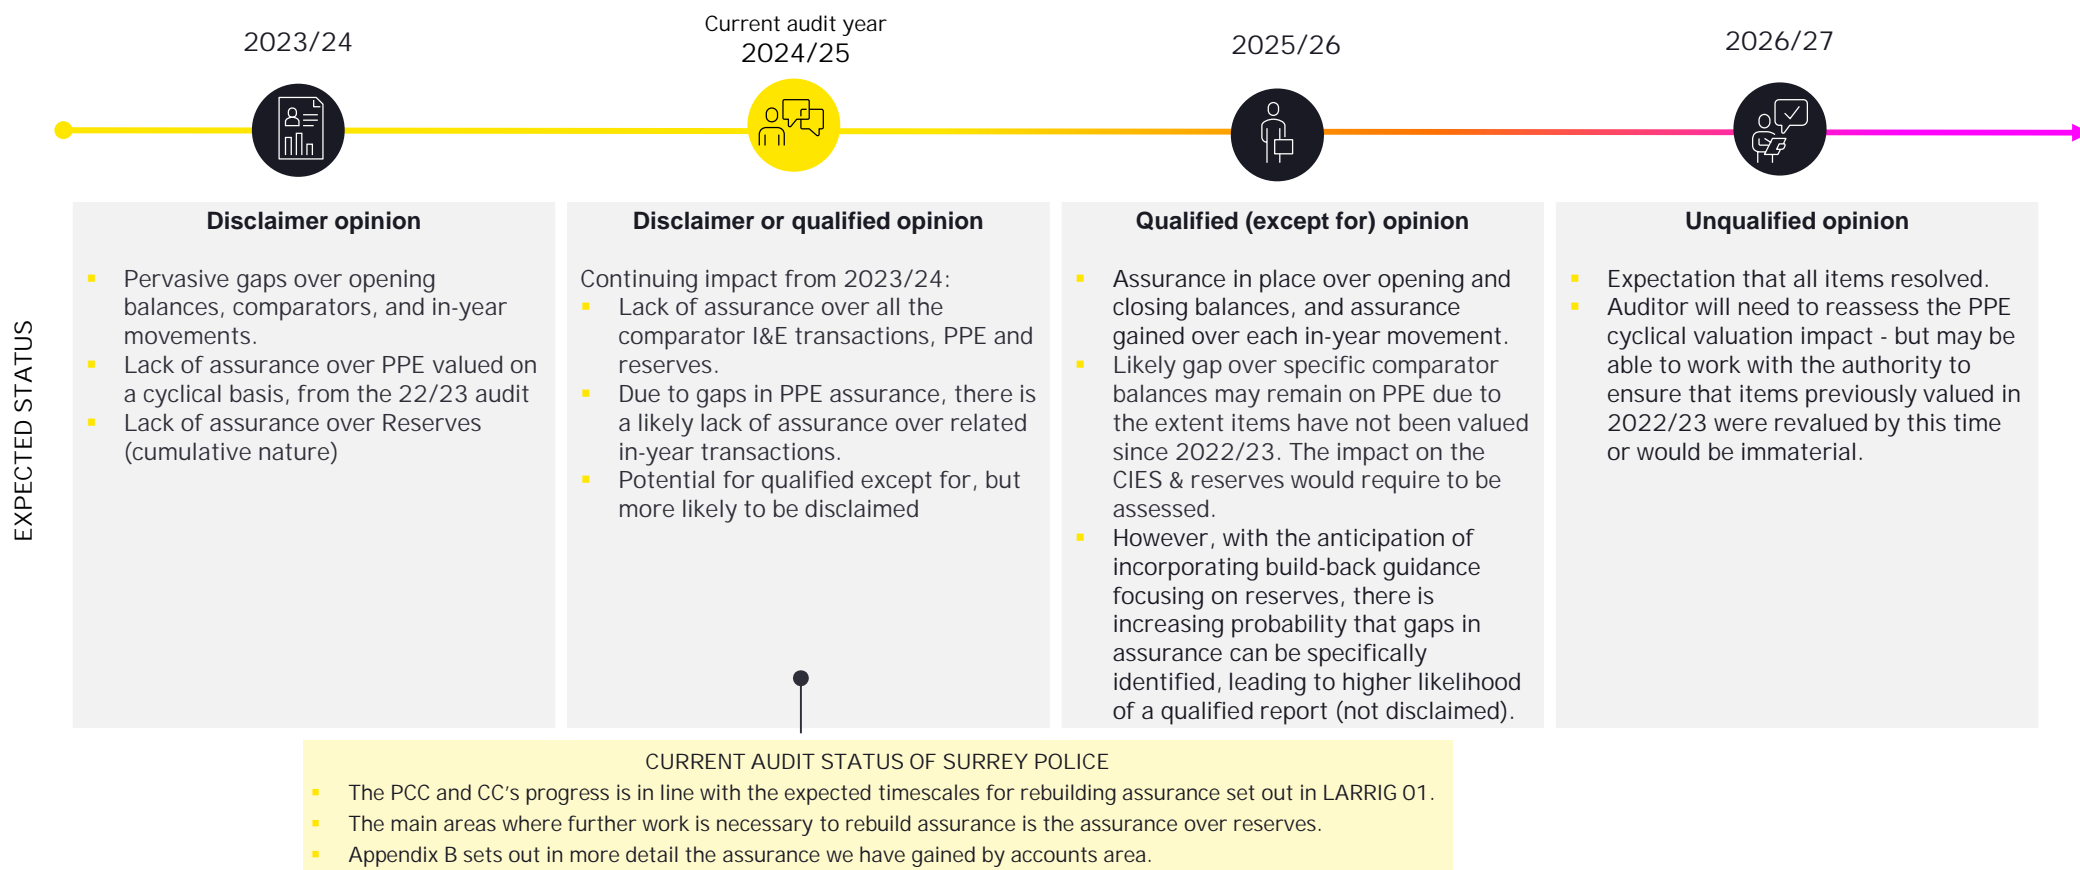 2023/24
Current audit year
2024/25
2025/26
2026/27
EXPECTED STATUS
Disclaimer opinion
▪ Pervasive gaps over opening
balances, comparators, and in-year
movements.
▪ Lack of assurance over PPE valued on
a cyclical basis, from the 22/23 audit
▪ Lack of assurance over Reserves
(cumulative nature)
Disclaimer or qualified opinion
Continuing impact from 2023/24:
▪ Lack of assurance over all the
comparator I&E transactions, PPE and
reserves.
▪ Due to gaps in PPE assurance, there is
a likely lack of assurance over related
in-year transactions.
▪ Potential for qualified except for, but
more likely to be disclaimed
Qualified (except for) opinion
▪ Assurance in place over opening and
closing balances, and assurance
gained over each in-year movement.
▪ Likely gap over specific comparator
balances may remain on PPE due to
the extent items have not been valued
since 2022/23. The impact on the
CIES & reserves would require to be
assessed.
▪ However, with the anticipation of
incorporating build-back guidance
focusing on reserves, there is
increasing probability that gaps in
assurance can be specifically
identified, leading to higher likelihood
of a qualified report (not disclaimed).
Unqualified opinion
▪ Expectation that all items resolved.
▪ Auditor will need to reassess the PPE
cyclical valuation impact - but may be
able to work with the authority to
ensure that items previously valued in
2022/23 were revalued by this time
or would be immaterial.
CURRENT AUDIT STATUS OF SURREY POLICE
▪ The PCC and CC's progress is in line with the expected timescales for rebuilding assurance set out in LARRIG 01.
▪ The main areas where further work is necessary to rebuild assurance is the assurance over reserves.
▪ Appendix B sets out in more detail the assurance we have gained by accounts area.